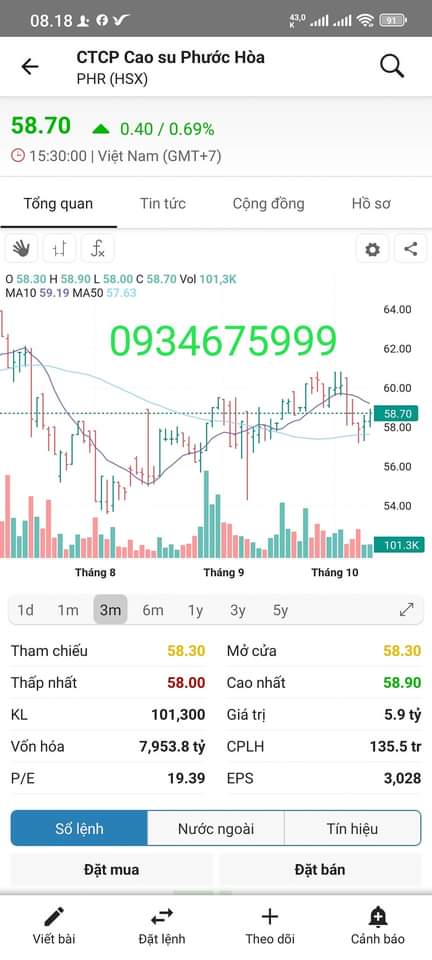 08.18
43,0
K
91
CTCP Cao su Phước Hòa
PHR (HSX)
58.70 0.40 / 0.69%
15:30:00 | Việt Nam (GMT+7)
Tổng quan Tin tức Cộng đồng Hồ sơ
O 58.30 H 58.90 L 58.00 C 58.70 Vol 101,3K
MA10 59.19 MA50 57.63
64.00
0934675999
62.00
60.00
58.70
58.00
56.00
54.00
101.3K
Tháng 8 Tháng 9 Tháng 10
1d 1m 3m 6m 1y 3y 5y
Tham chiếu 58.30 Mở cửa 58.30
Thấp nhất 58.00 Cao nhất 58.90
KL 101,300 Giá trị 5.9 tỷ
Vốn hóa 7,953.8 tỷ CPLH 135.5 tr
P/E 19.39 EPS 3,028
Sổ lệnh Nước ngoài Tín hiệu
Đặt mua Đặt bán
Viết bài Đặt lệnh Theo dõi Cảnh báo